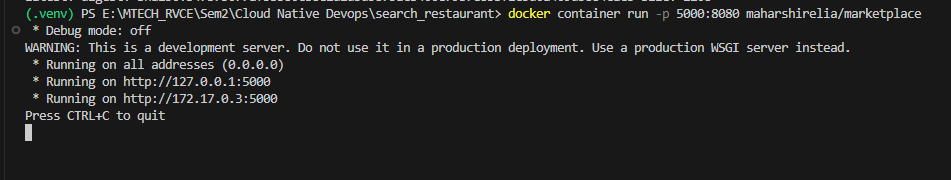 (.venv) PS E:\MTECH_RVCE\Sem2\Cloud Native Devops\search_restaurant> docker container run -p 5000:8080 maharshirelia/marketplace
* Debug mode: off
WARNING: This is a development server. Do not use it in a production deployment. Use a production WSGI server instead.
* Running on all addresses (0.0.0.0)
* Running on http://127.0.0.1:5000
* Running on http://172.17.0.3:5000
Press CTRL+C to quit